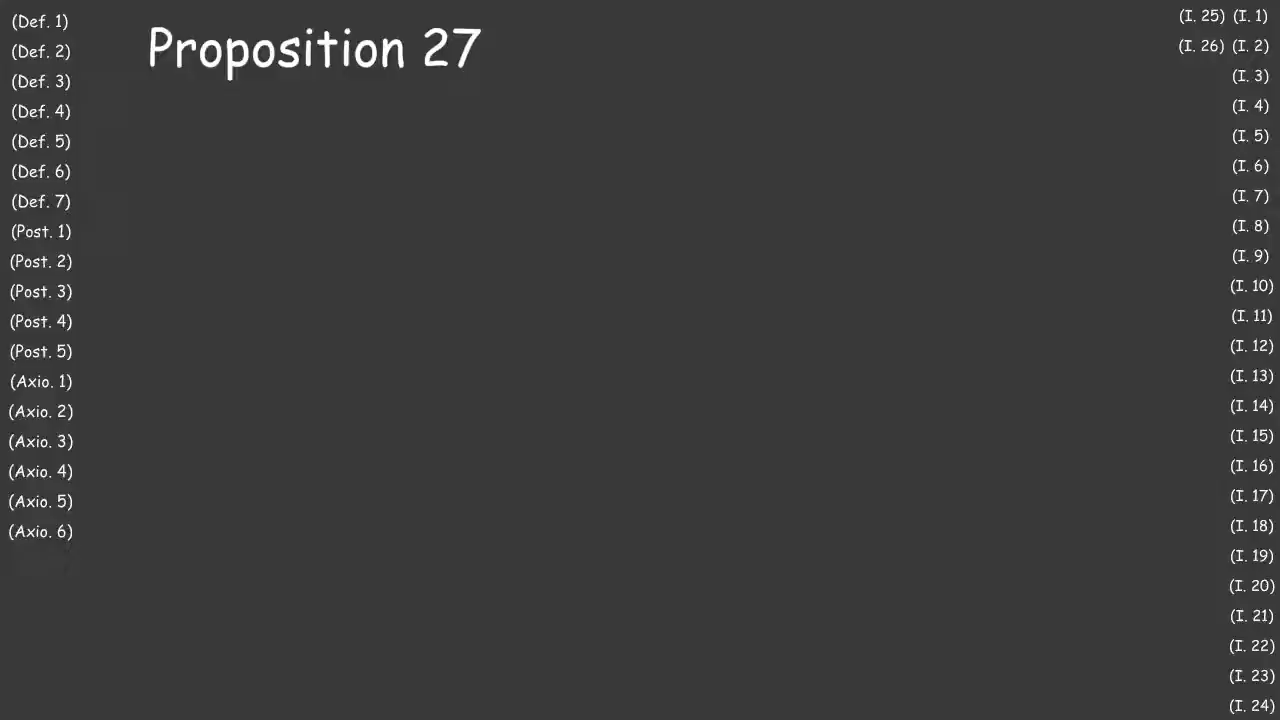 (Def. 1)
(Def. 2)
(Def. 3)
(Def. 4)
(Def. 5)
(Def. 6)
(Def. 7)
(Post. 1)
(Post. 2)
(Post. 3)
(Post. 4)
(Post. 5)
(Axio. 1)
(Axio. 2)
(Axio. 3)
(Axio. 4)
(Axio. 5)
(Axio. 6)
Proposition 27
(I. 25) (I. 1)
(I. 26) (I. 2)
(I. 3)
(I. 4)
(I. 5)
(I. 6)
(I. 7)
(I. 8)
(I. 9)
(I. 10)
(I. 11)
(I. 12)
(I. 13)
(I. 14)
(I. 15)
(I. 16)
(I. 17)
(I. 18)
(I. 19)
(I. 20)
(I. 21)
(I. 22)
(I. 23)
(I. 24)